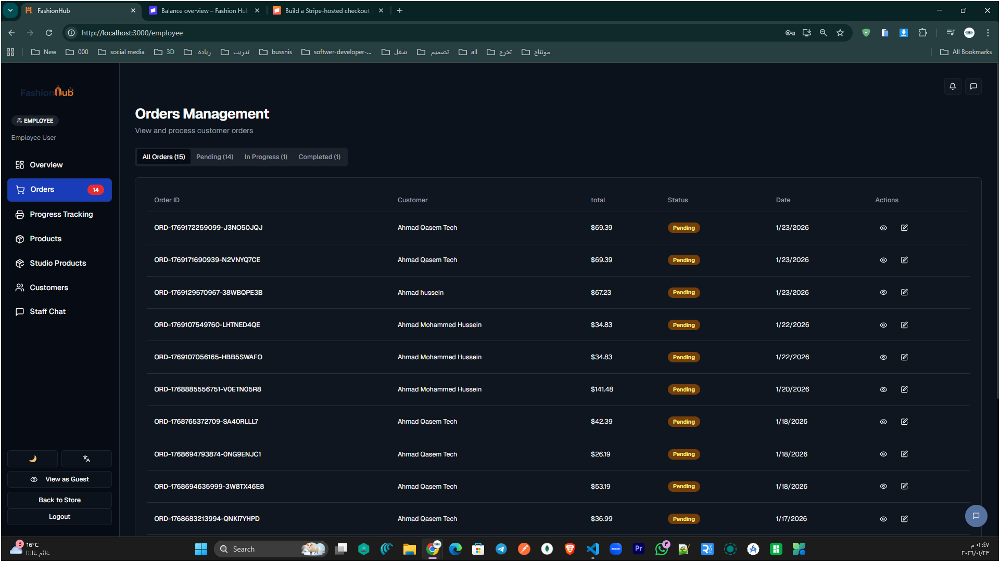 FashionHub
Balance overview – Fashion Hub
Build a Stripe-hosted checkout
http://localhost:3000/employee
New
000
social media
3D
ريادة
تدريب
bussnis
softwer-developer-...
شغل
تصميم
all
تخرج
مونتاج
All Bookmarks
FashionHub
EMPLOYEE
Employee User
Overview
Orders 14
Progress Tracking
Products
Studio Products
Customers
Staff Chat
View as Guest
Back to Store
Logout
Orders Management
View and process customer orders
All Orders (15) Pending (14) In Progress (1) Completed (1)
Order ID Customer total Status Date Actions
ORD-1769172259099-J3NO50JQJ Ahmad Qasem Tech $69.39 Pending 1/23/2026
ORD-1769171690939-N2VNYQ7CE Ahmad Qasem Tech $69.39 Pending 1/23/2026
ORD-1769129570967-38WBQPE3B Ahmad hussein $67.23 Pending 1/23/2026
ORD-1769107549760-LHTNED4QE Ahmad Mohammed Hussein $34.83 Pending 1/22/2026
ORD-1769107056165-HBB5SWAFO Ahmad Mohammed Hussein $34.83 Pending 1/22/2026
ORD-1768885556751-V0ETN05R8 Ahmad Mohammed Hussein $141.48 Pending 1/20/2026
ORD-1768765372709-SA40RLLL7 Ahmad Qasem Tech $42.39 Pending 1/18/2026
ORD-1768694793874-0NG9ENJC1 Ahmad Qasem Tech $26.19 Pending 1/18/2026
ORD-1768694635999-3W8TX46E8 Ahmad Qasem Tech $53.19 Pending 1/18/2026
ORD-1768683213994-QNKI7YHPD Ahmad Qasem Tech $36.99 Pending 1/17/2026
3
16°C
غائم غالبًا
Search
zoom
Pr
٣
٠٢:٤٧ م
٢٠٢٦/٠١/٢٣